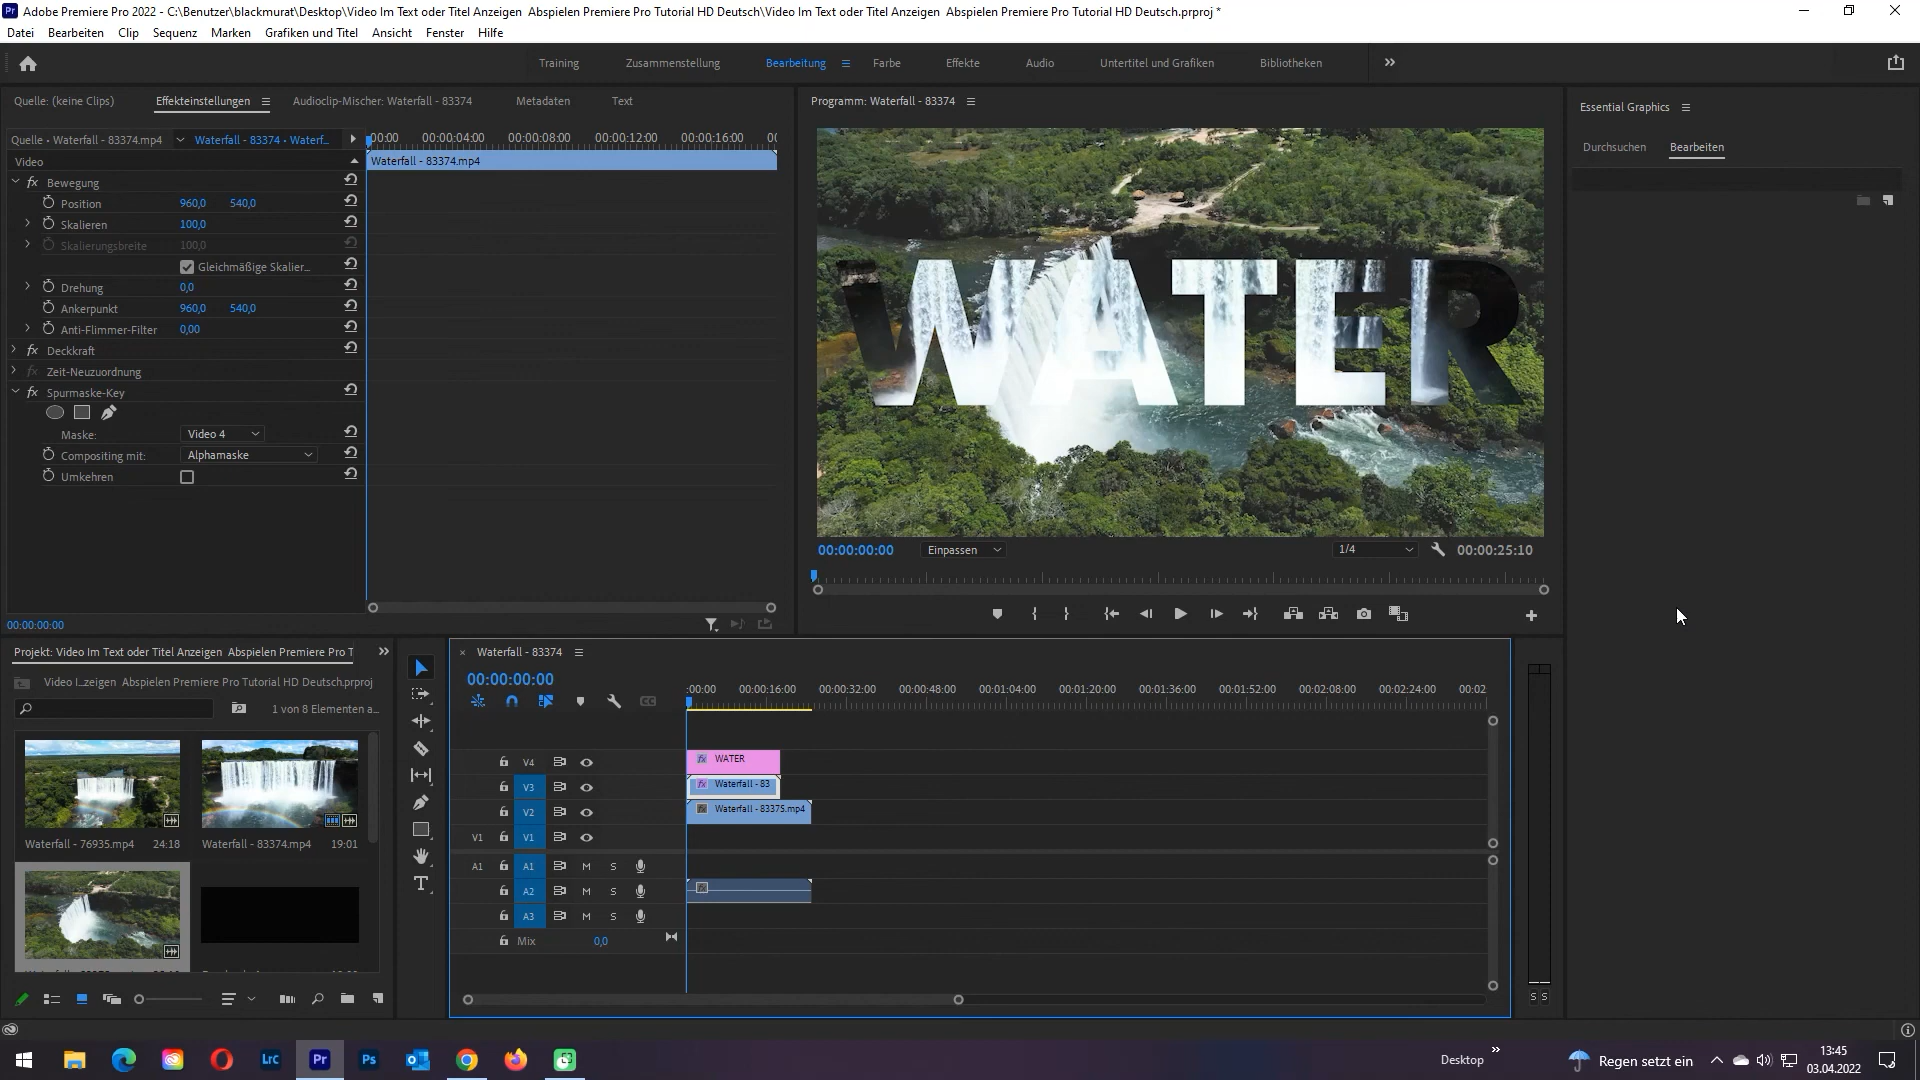 Adobe Premiere Pro 2022 - C:\Benutzer\blackmurat\Desktop\Video Im Text oder Titel Anzeigen  Abspielen Premiere Pro Tutorial HD Deutsch\Video Im Text oder Titel Anzeigen  Abspielen Premiere Pro Tutorial HD Deutsch.prproj *
Datei Bearbeiten Clip Sequenz Marken Grafiken und Titel Ansicht Fenster Hilfe
Training Zusammenstellung Bearbeitung Farbe Effekte Audio Untertitel und Grafiken Bibliotheken
Quelle: (keine Clips) Effekteinstellungen Audioclip-Mischer: Waterfall - 83374 Metadaten Text
Programm: Waterfall - 83374
Essential Graphics
Durchsuchen Bearbeiten
Quelle • Waterfall - 83374.mp4 Waterfall - 83374 • Waterf...
:00:00 00:00:04:00 00:00:08:00 00:00:12:00 00:00:16:00
Video
Waterfall - 83374.mp4
fx Bewegung
Position 960,0 540,0
Skalieren 100,0
Skalierungsbreite 100,0
Gleichmäßige Skalier...
Drehung 0,0
Ankerpunkt 960,0 540,0
Anti-Flimmer-Filter 0,00
fx Deckkraft
fx Zeit-Neuzuordnung
fx Spurmaske-Key
Maske: Video 4
Compositing mit: Alphamaske
Umkehren
00:00:00:00
WATER
00:00:00:00 Einpassen 1/4 00:00:25:10
Projekt: Video Im Text oder Titel Anzeigen  Abspielen Premiere Pro T
Video I...zeigen  Abspielen Premiere Pro Tutorial HD Deutsch.prproj
1 von 8 Elementen a...
Waterfall - 76935.mp4 24:18
Waterfall - 83374.mp4 19:01
× Waterfall - 83374
00:00:00:00
:00:00 00:00:16:00 00:00:32:00 00:00:48:00 00:01:04:00 00:01:20:00 00:01:36:00 00:01:52:00 00:02:08:00 00:02:24:00 00:02
V4 fx WATER
V3 fx Waterfall - 83
V2 fx Waterfall - 83375.mp4
V1 V1
A1 A1 M S
A2 M S
A3 M S
Mix 0,0
S S
LrC Pr Ps
Desktop
Regen setzt ein
13:45
03.04.2022